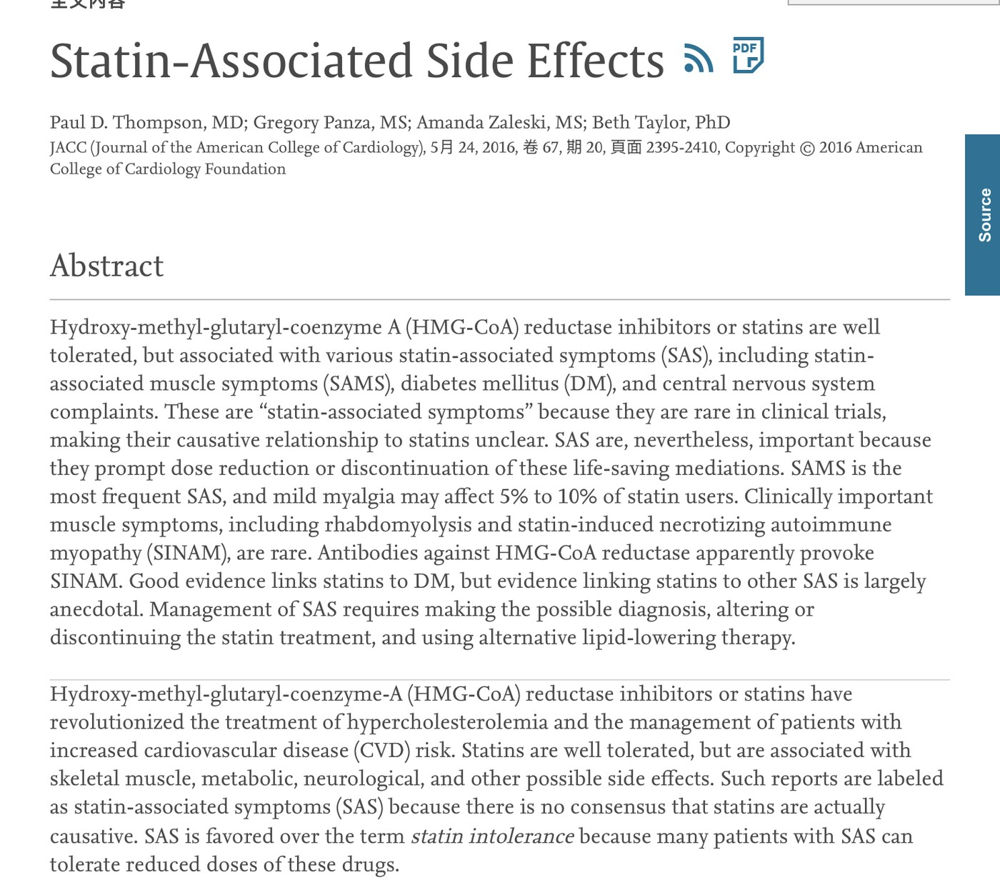 全文內容
Statin-Associated Side Effects
PDF
Paul D. Thompson, MD; Gregory Panza, MS; Amanda Zaleski, MS; Beth Taylor, PhD
JACC (Journal of the American College of Cardiology), 5月 24, 2016, 卷 67, 期 20, 頁面 2395-2410, Copyright © 2016 American
College of Cardiology Foundation
Source
Abstract
Hydroxy-methyl-glutaryl-coenzyme A (HMG-CoA) reductase inhibitors or statins are well
tolerated, but associated with various statin-associated symptoms (SAS), including statin-
associated muscle symptoms (SAMS), diabetes mellitus (DM), and central nervous system
complaints. These are “statin-associated symptoms” because they are rare in clinical trials,
making their causative relationship to statins unclear. SAS are, nevertheless, important because
they prompt dose reduction or discontinuation of these life-saving mediations. SAMS is the
most frequent SAS, and mild myalgia may affect 5% to 10% of statin users. Clinically important
muscle symptoms, including rhabdomyolysis and statin-induced necrotizing autoimmune
myopathy (SINAM), are rare. Antibodies against HMG-CoA reductase apparently provoke
SINAM. Good evidence links statins to DM, but evidence linking statins to other SAS is largely
anecdotal. Management of SAS requires making the possible diagnosis, altering or
discontinuing the statin treatment, and using alternative lipid-lowering therapy.
Hydroxy-methyl-glutaryl-coenzyme-A (HMG-CoA) reductase inhibitors or statins have
revolutionized the treatment of hypercholesterolemia and the management of patients with
increased cardiovascular disease (CVD) risk. Statins are well tolerated, but are associated with
skeletal muscle, metabolic, neurological, and other possible side effects. Such reports are labeled
as statin-associated symptoms (SAS) because there is no consensus that statins are actually
causative. SAS is favored over the term statin intolerance because many patients with SAS can
tolerate reduced doses of these drugs.